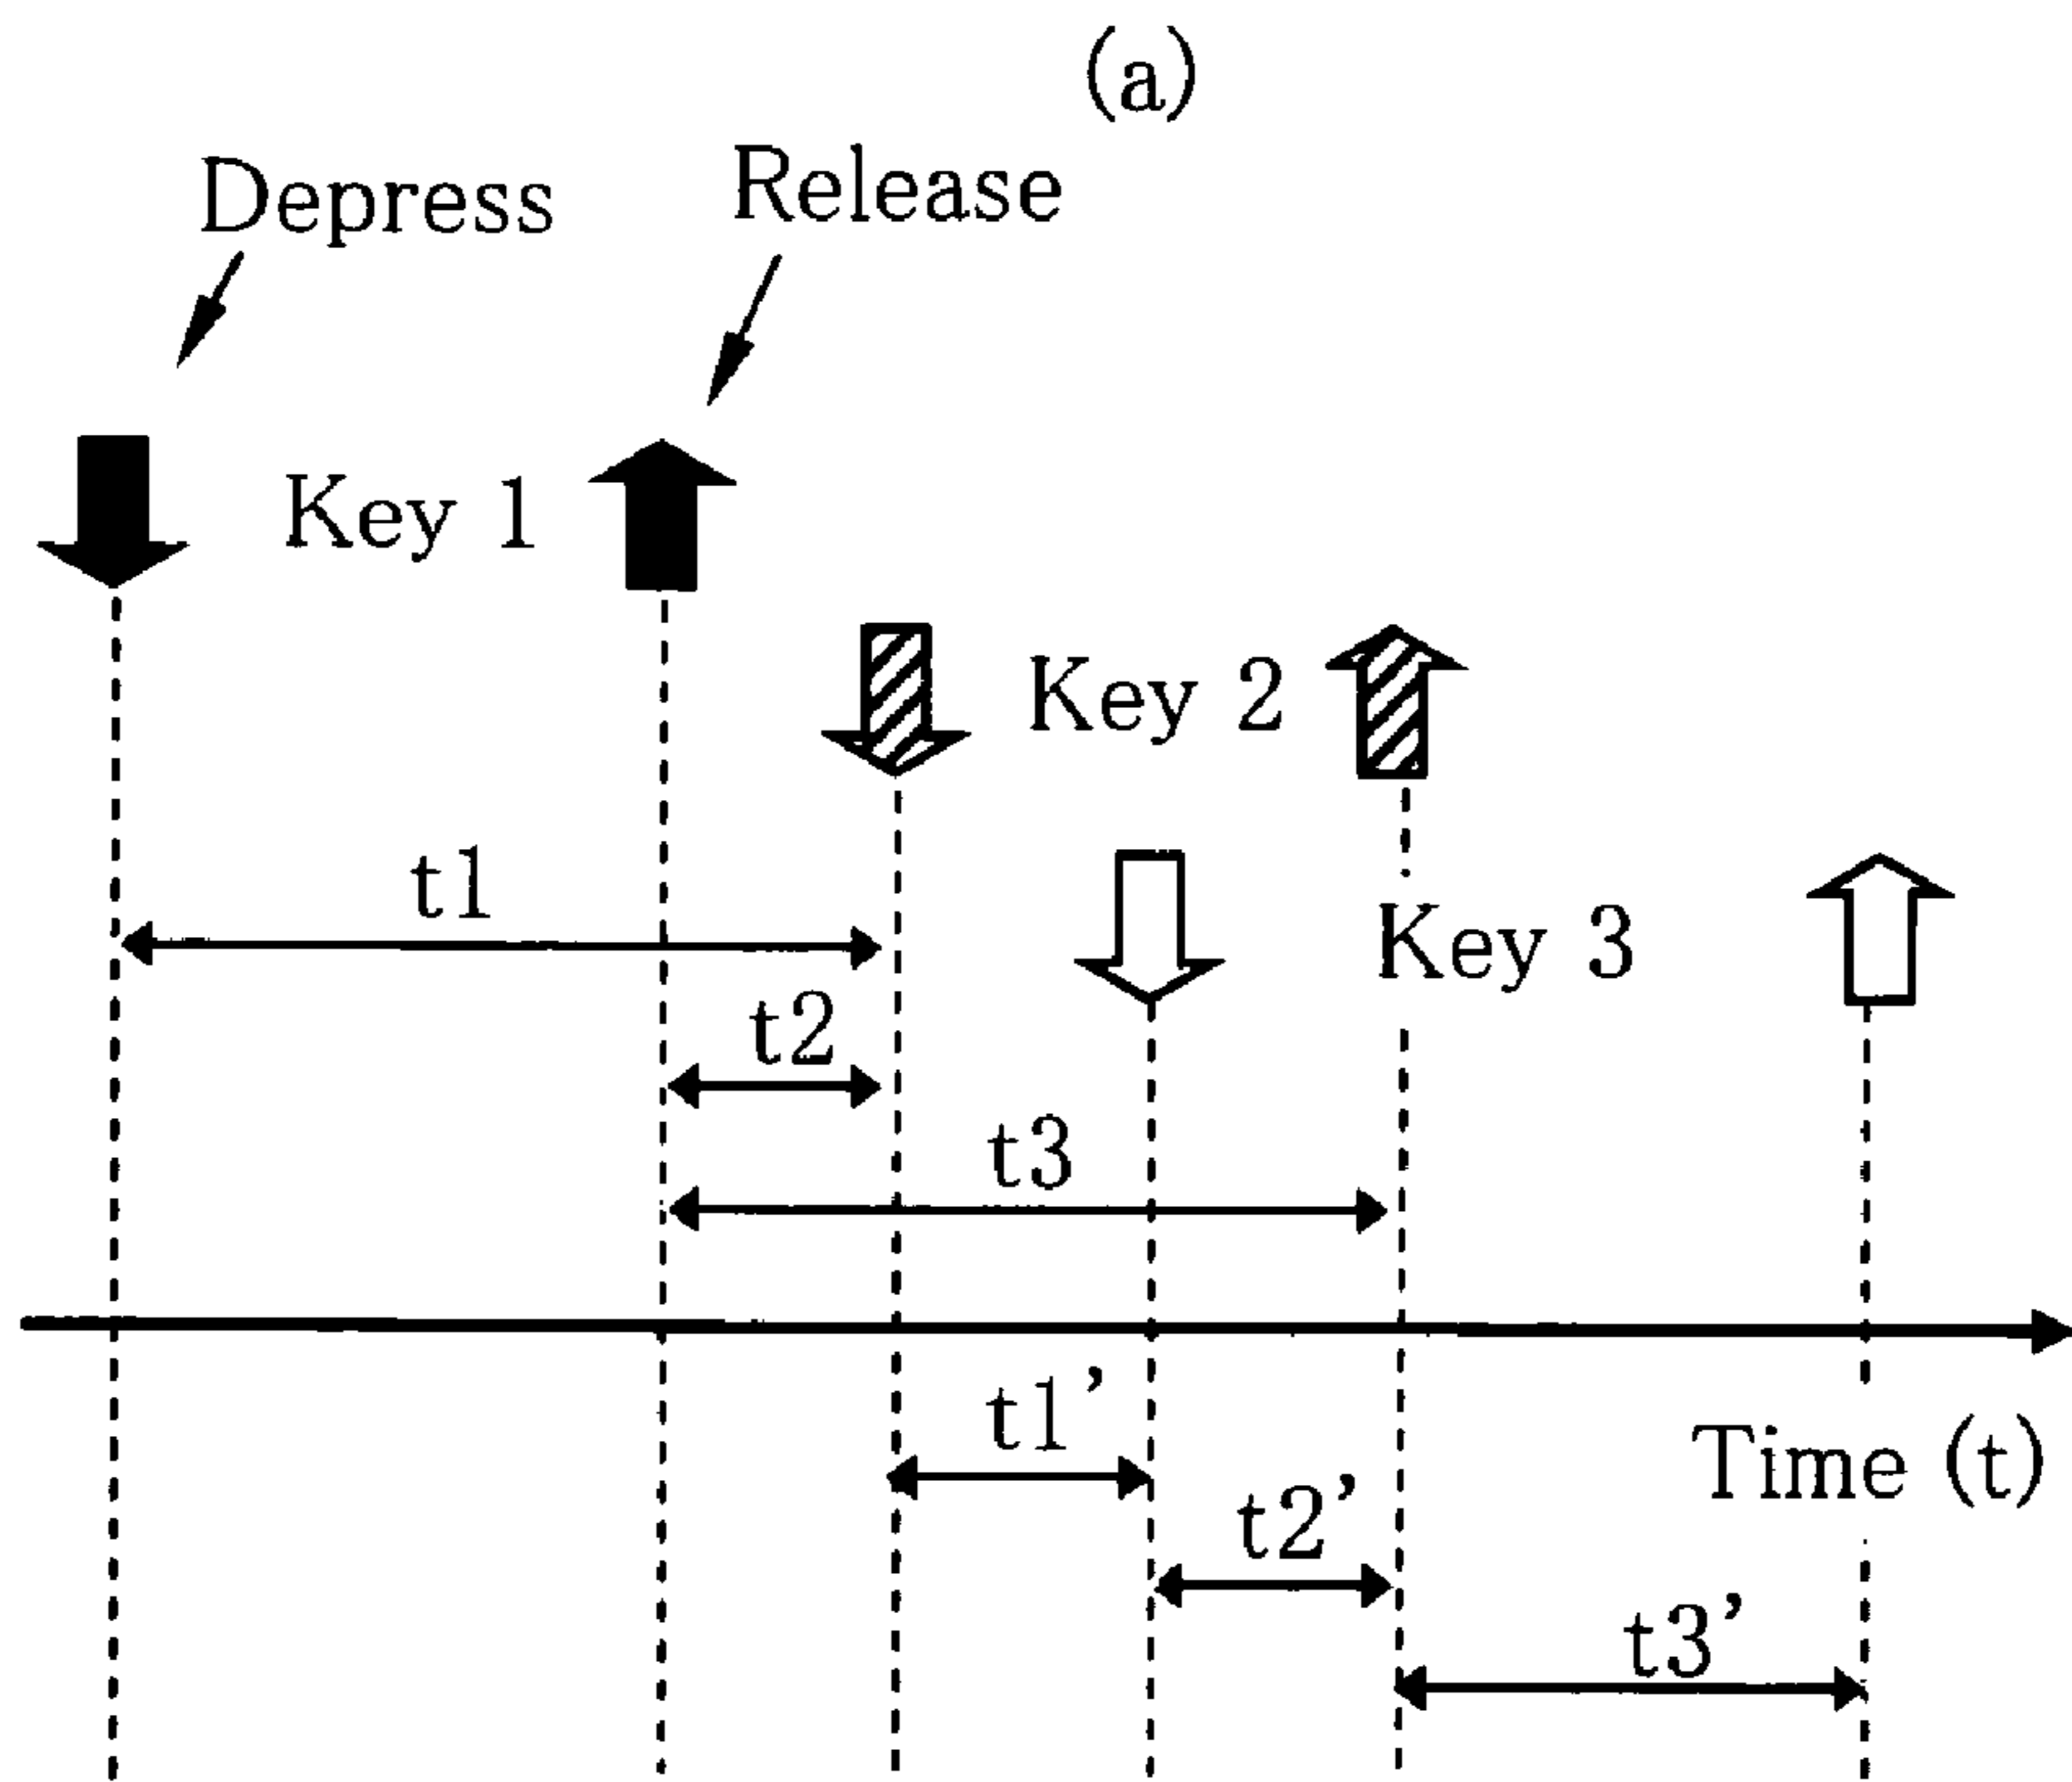 (a)
Depress
Release
Key 1
Key 2
t1
Key 3
t2
t3
t1’
Time (t)
t2’
t3’